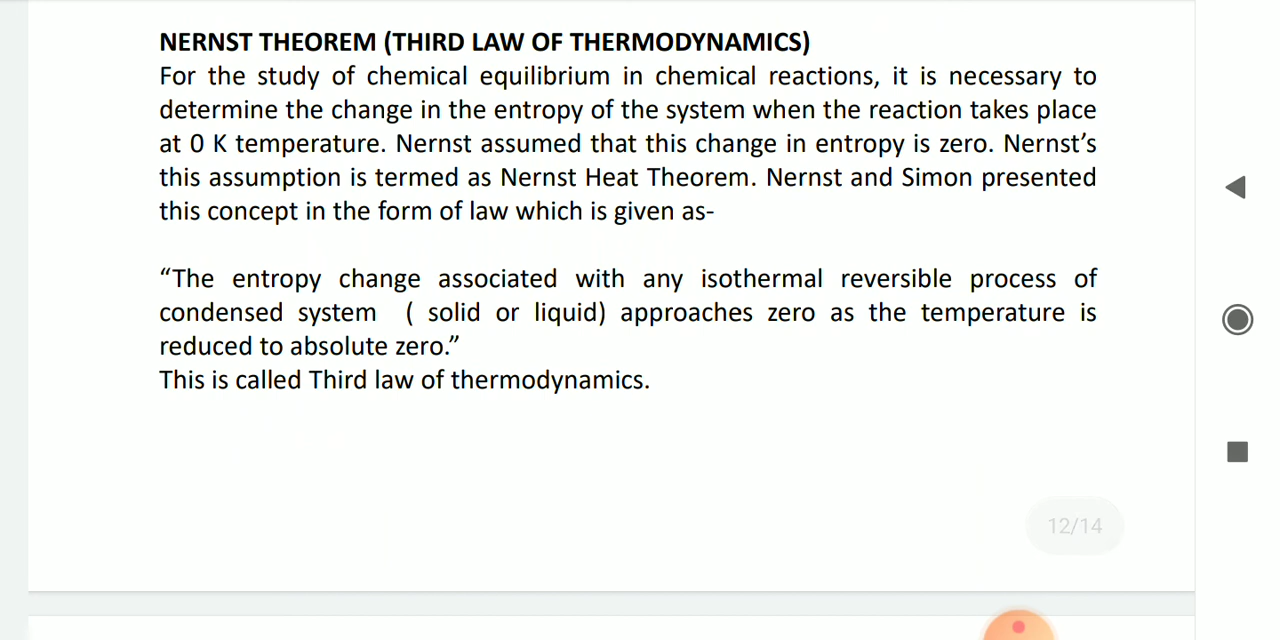 NERNST THEOREM (THIRD LAW OF THERMODYNAMICS)
For the study of chemical equilibrium in chemical reactions, it is necessary to
determine the change in the entropy of the system when the reaction takes place
at 0 K temperature. Nernst assumed that this change in entropy is zero. Nernst’s
this assumption is termed as Nernst Heat Theorem. Nernst and Simon presented
this concept in the form of law which is given as-
“The entropy change associated with any isothermal reversible process of
condensed system ( solid or liquid) approaches zero as the temperature is
reduced to absolute zero.”
This is called Third law of thermodynamics.
12/14